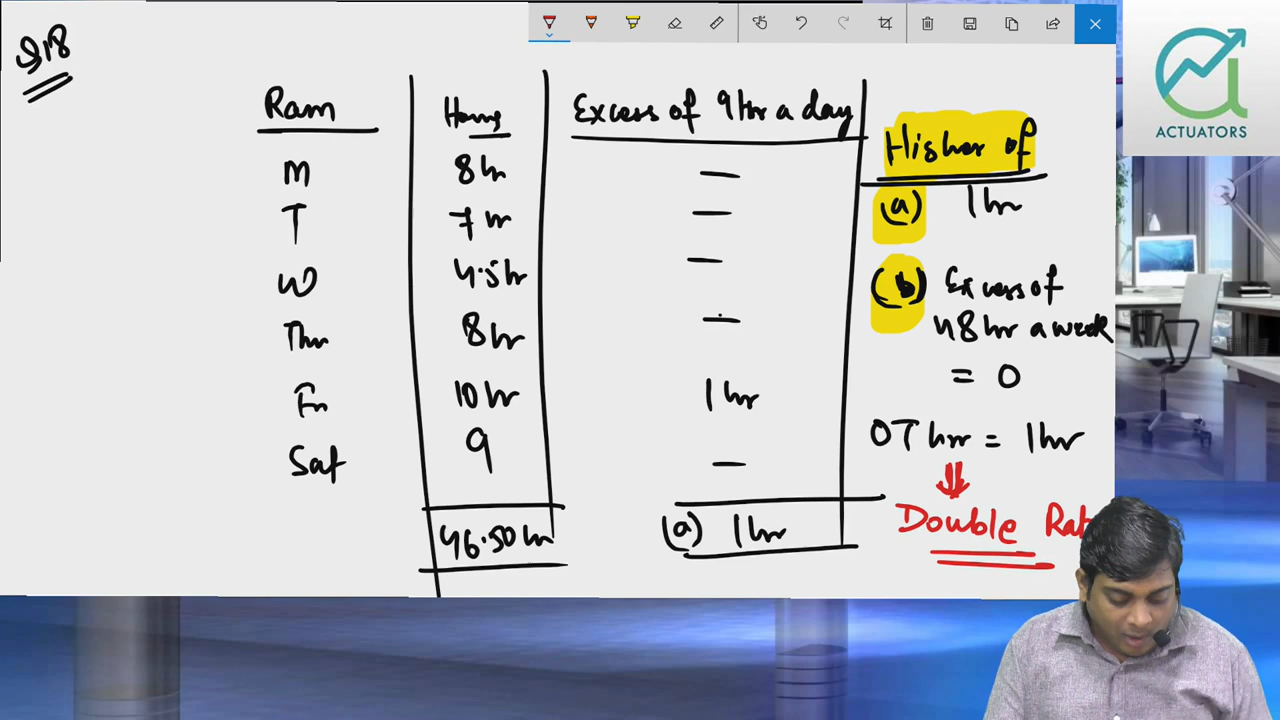 Q18
Ram Hours Excess of 9 hr a day
M 8 hr —
T 7 hr —
W 4.5 hr —
Thr 8 hr —
Fri 10 hr 1 hr
Sat 9 —
46.50 hr (a) 1 hr
Higher of
(a) 1 hr
(b) Excess of
48 hr a week
= 0
OT hr = 1 hr
Double
ACTUATORS